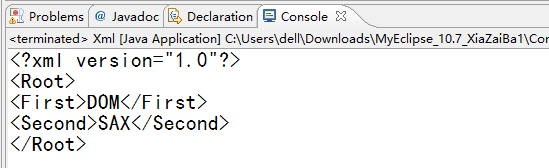 Problems @ Javadoc Declaration Console
<terminated> Xml [Java Application] C:\Users\dell\Downloads\MyEclipse_10.7_XiaZaiBa1\Cor
<?xml version="1.0"?>
<Root>
<First>DOM</First>
<Second>SAX</Second>
</Root>